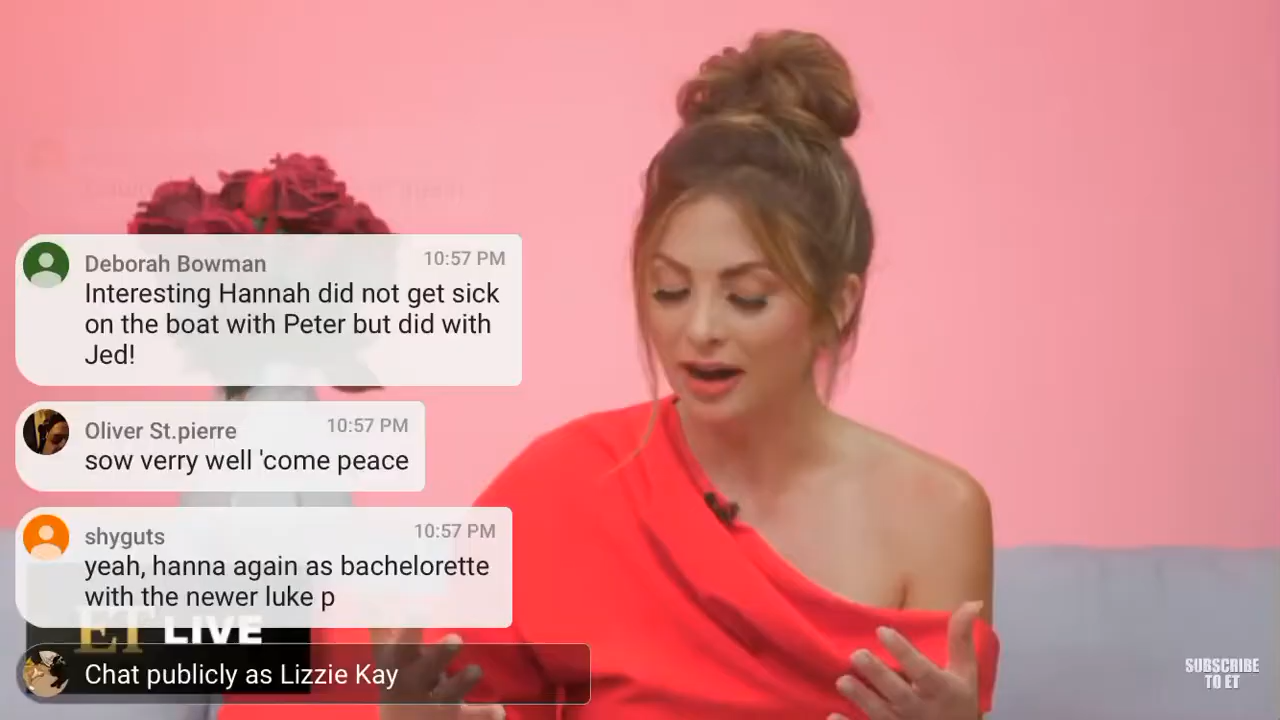 Deborah Bowman 10:57 PM
Interesting Hannah did not get sick
on the boat with Peter but did with
Jed!
Oliver St.pierre 10:57 PM
sow verry well 'come peace
shyguts 10:57 PM
yeah, hanna again as bachelorette
with the newer luke p
ET LIVE
Chat publicly as Lizzie Kay
SUBSCRIBE
TO ET